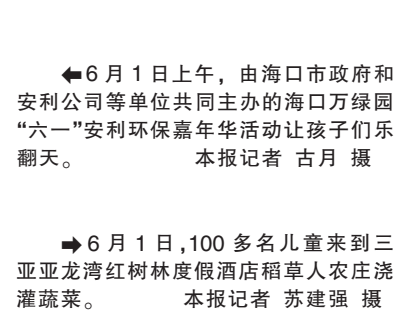 ⬅6月1日上午，由海口市政府和
安利公司等单位共同主办的海口万绿园
“六一”安利环保嘉年华活动让孩子们乐
翻天。 本报记者 古月 摄
➡6月1日,100多名儿童来到三
亚亚龙湾红树林度假酒店稻草人农庄浇
灌蔬菜。 本报记者 苏建强 摄